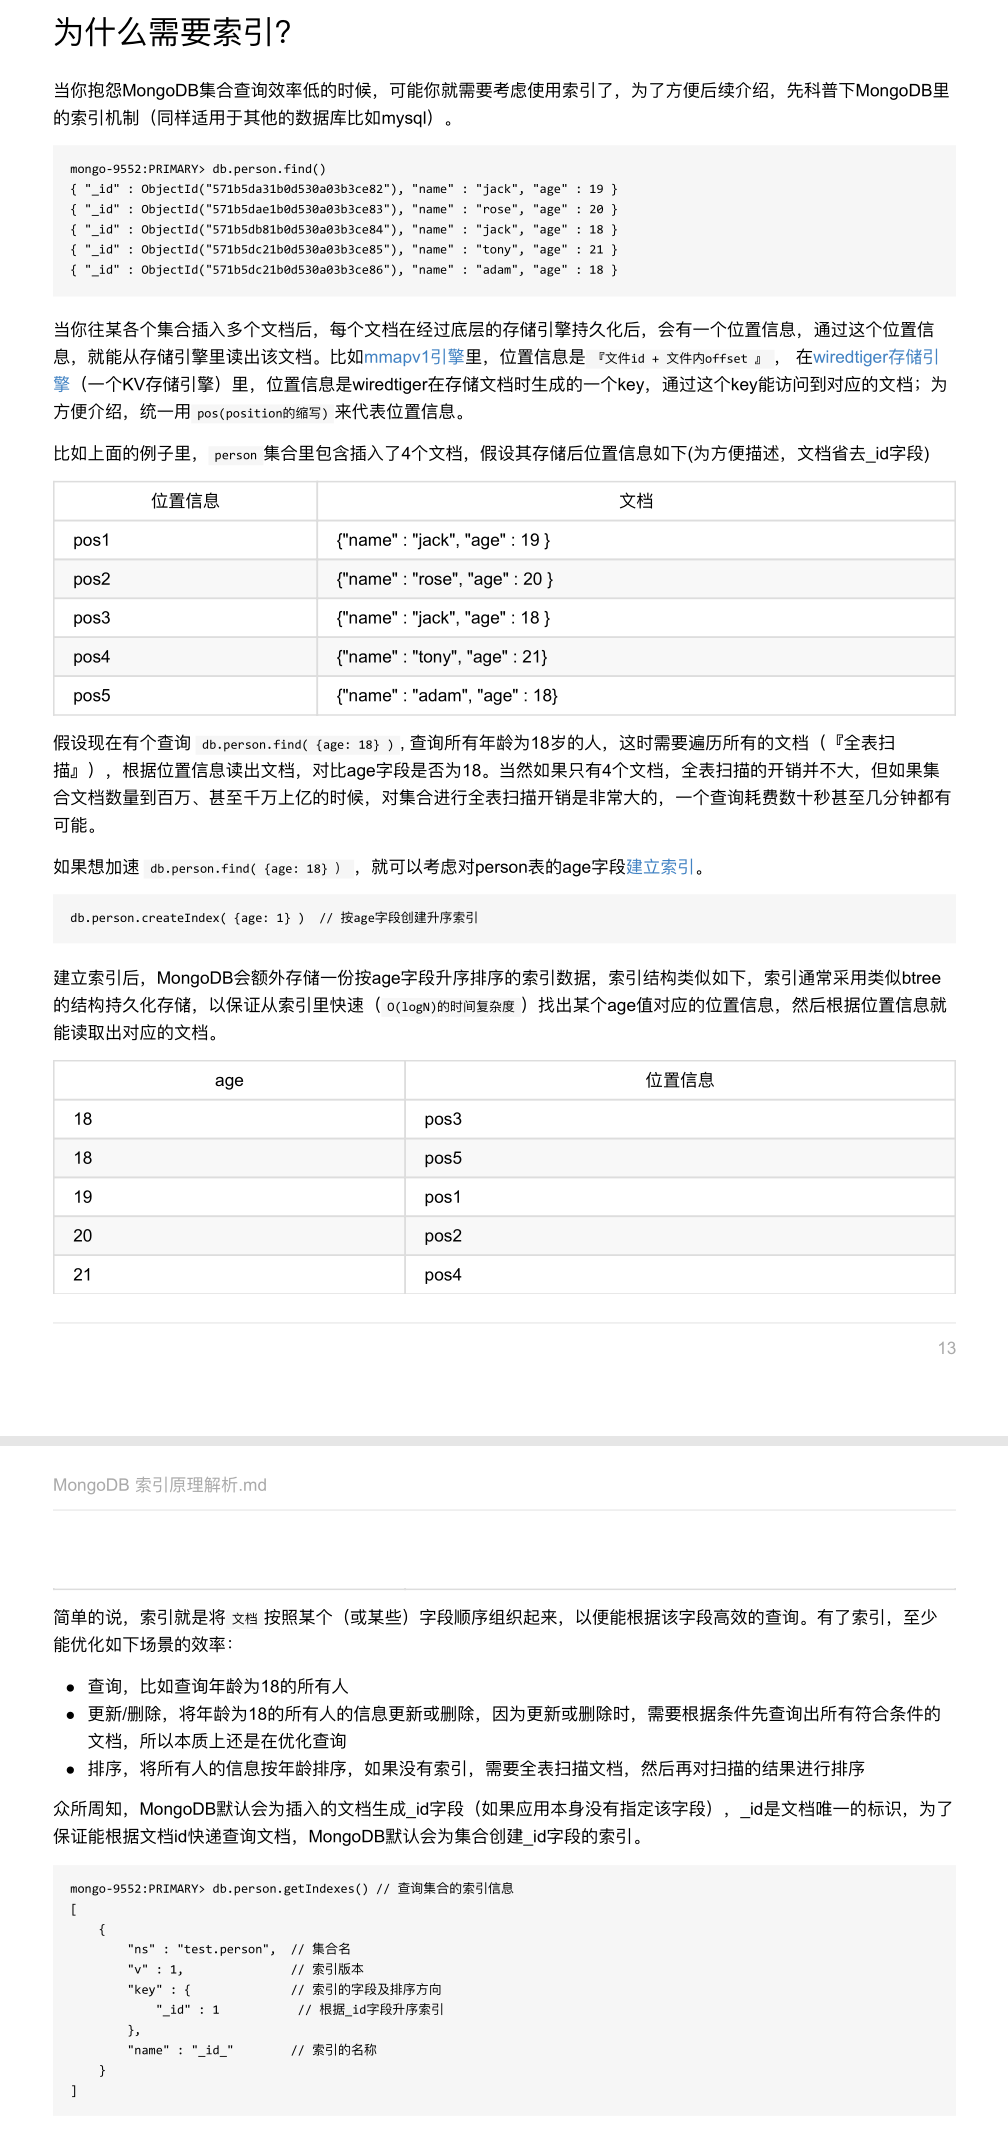 为什么需要索引?
当你抱怨MongoDB集合查询效率低的时候，可能你就需要考虑使用索引了，为了方便后续介绍，先科普下MongoDB里
的索引机制（同样适用于其他的数据库比如mysql）。
mongo-9552:PRIMARY> db.person.find()
{ "_id" : ObjectId("571b5da31b0d530a03b3ce82"), "name" : "jack", "age" : 19 }
{ "_id" : ObjectId("571b5dae1b0d530a03b3ce83"), "name" : "rose", "age" : 20 }
{ "_id" : ObjectId("571b5db81b0d530a03b3ce84"), "name" : "jack", "age" : 18 }
{ "_id" : ObjectId("571b5dc21b0d530a03b3ce85"), "name" : "tony", "age" : 21 }
{ "_id" : ObjectId("571b5dc21b0d530a03b3ce86"), "name" : "adam", "age" : 18 }
当你往某各个集合插入多个文档后，每个文档在经过底层的存储引擎持久化后，会有一个位置信息，通过这个位置信
息，就能从存储引擎里读出该文档。比如mmapv1引擎里，位置信息是『文件id + 文件内offset 』， 在wiredtiger存储引
擎（一个KV存储引擎）里，位置信息是wiredtiger在存储文档时生成的一个key，通过这个key能访问到对应的文档；为
方便介绍，统一用 pos(position的缩写) 来代表位置信息。
比如上面的例子里， person 集合里包含插入了4个文档，假设其存储后位置信息如下(为方便描述，文档省去_id字段)
位置信息 文档
pos1 {"name" : "jack", "age" : 19 }
pos2 {"name" : "rose", "age" : 20 }
pos3 {"name" : "jack", "age" : 18 }
pos4 {"name" : "tony", "age" : 21}
pos5 {"name" : "adam", "age" : 18}
假设现在有个查询 db.person.find( {age: 18} ) , 查询所有年龄为18岁的人，这时需要遍历所有的文档（『全表扫
描』），根据位置信息读出文档，对比age字段是否为18。当然如果只有4个文档，全表扫描的开销并不大，但如果集
合文档数量到百万、甚至千万上亿的时候，对集合进行全表扫描开销是非常大的，一个查询耗费数十秒甚至几分钟都有
可能。
如果想加速 db.person.find( {age: 18} ) ，就可以考虑对person表的age字段建立索引。
db.person.createIndex( {age: 1} )  // 按age字段创建升序索引
建立索引后，MongoDB会额外存储一份按age字段升序排序的索引数据，索引结构类似如下，索引通常采用类似btree
的结构持久化存储，以保证从索引里快速（ O(logN)的时间复杂度 ）找出某个age值对应的位置信息，然后根据位置信息就
能读取出对应的文档。
age 位置信息
18 pos3
18 pos5
19 pos1
20 pos2
21 pos4
13
MongoDB 索引原理解析.md
简单的说，索引就是将 文档 按照某个（或某些）字段顺序组织起来，以便能根据该字段高效的查询。有了索引，至少
能优化如下场景的效率：
● 查询，比如查询年龄为18的所有人
● 更新/删除，将年龄为18的所有人的信息更新或删除，因为更新或删除时，需要根据条件先查询出所有符合条件的
文档，所以本质上还是在优化查询
● 排序，将所有人的信息按年龄排序，如果没有索引，需要全表扫描文档，然后再对扫描的结果进行排序
众所周知，MongoDB默认会为插入的文档生成_id字段（如果应用本身没有指定该字段），_id是文档唯一的标识，为了
保证能根据文档id快递查询文档，MongoDB默认会为集合创建_id字段的索引。
mongo-9552:PRIMARY> db.person.getIndexes() // 查询集合的索引信息
[
    {
        "ns" : "test.person",  // 集合名
        "v" : 1,               // 索引版本
        "key" : {              // 索引的字段及排序方向
            "_id" : 1           // 根据_id字段升序索引
        },
        "name" : "_id_"        // 索引的名称
    }
]